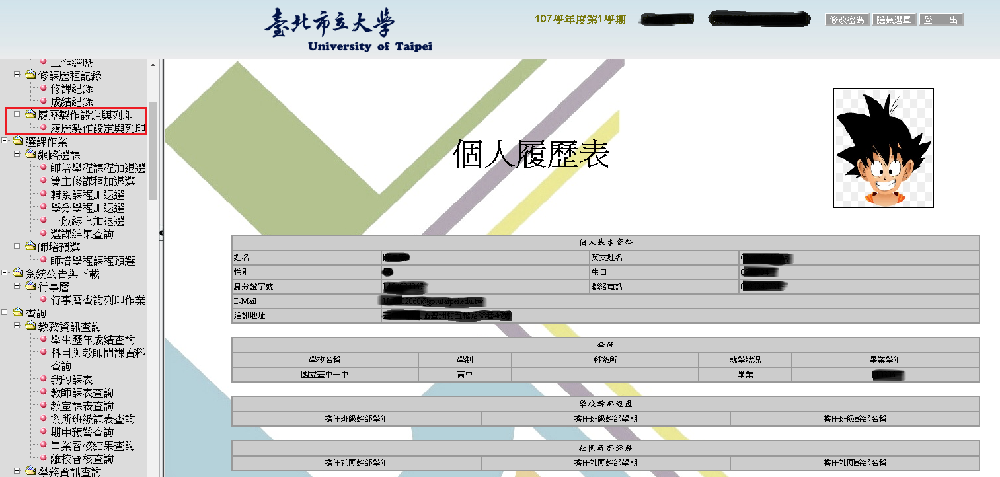 臺北市立大學
University of Taipei
107學年度第1學期
修改密碼 隱藏選單 登 出
工作經歷
修課歷程記錄
修課紀錄
成績紀錄
履歷製作設定與列印
履歷製作設定與列印
選課作業
網路選課
師培學程課程加退選
雙主修課程加退選
輔系課程加退選
學分學程加退選
一般線上加退選
選課結果查詢
師培預選
師培學程課程預選
系統公告與下載
行事曆
行事曆查詢列印作業
查詢
教務資訊查詢
學生歷年成績查詢
科目與教師開課資料
查詢
我的課表
教師課表查詢
教室課表查詢
系所班級課表查詢
期中預警查詢
畢業審核結果查詢
離校審核查詢
學務資訊查詢
個人履歷表
個人基本資料
姓名 英文姓名
性別 生日
身分證字號 聯絡電話
E-Mail
通訊地址
學歷
學校名稱 學制 科系所 就學狀況 畢業學年
國立臺中一中 高中 畢業
學校幹部經歷
擔任班級幹部學年 擔任班級幹部學期 擔任班級幹部名稱
社團幹部經歷
擔任社團幹部學年 擔任社團幹部學期 擔任社團幹部名稱